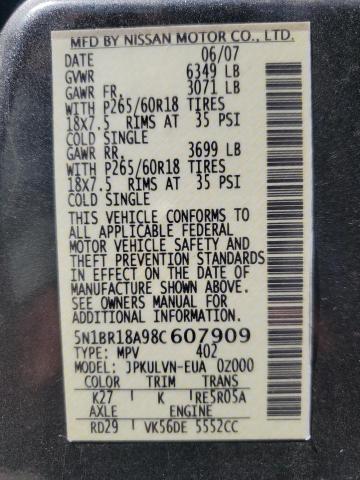 MFD BY NISSAN MOTOR CO., LTD.
DATE 06/07
GVWR 6349 LB
GAWR FR. 3071 LB
WITH P265/60R18 TIRES
18X7.5 RIMS AT 35 PSI
COLD SINGLE
GAWR RR. 3699 LB
WITH P265/60R18 TIRES
18X7.5 RIMS AT 35 PSI
COLD SINGLE
THIS VEHICLE CONFORMS TO
ALL APPLICABLE FEDERAL
MOTOR VEHICLE SAFETY AND
THEFT PREVENTION STANDARDS
IN EFFECT ON THE DATE OF
MANUFACTURE SHOWN ABOVE.
SEE OWNERS MANUAL FOR
ADDITIONAL INFORMATION.
5N1BR18A98C607909
TYPE: MPV 402
MODEL: JPKULVN-EUA 0Z000
COLOR TRIM TRANS
K27 K RE5R05A
AXLE ENGINE
RD29 VK56DE 5552CC